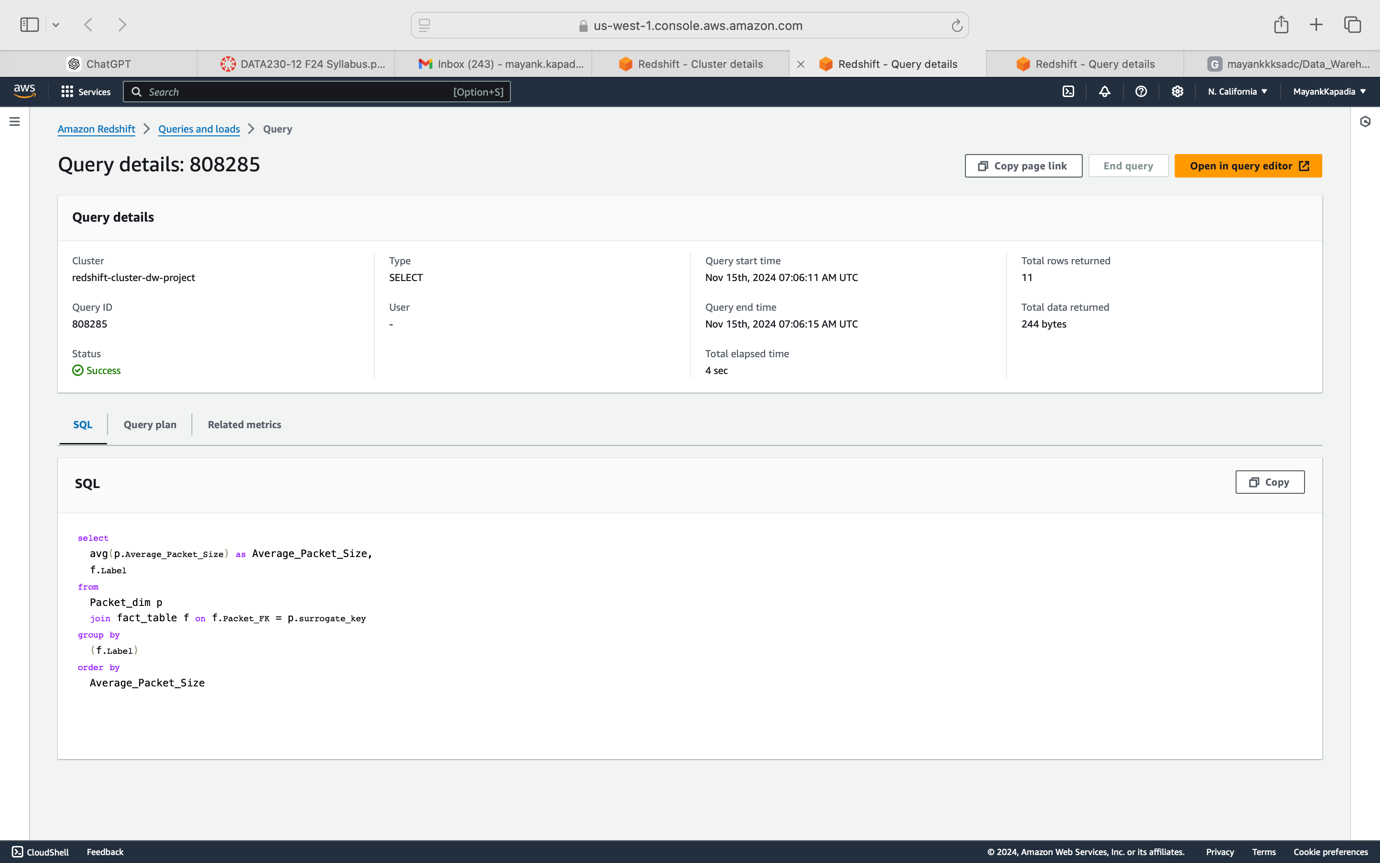 us-west-1.console.aws.amazon.com
ChatGPT
DATA230-12 F24 Syllabus.p...
Inbox (243) - mayank.kapad...
Redshift - Cluster details
Redshift - Query details
Redshift - Query details
G mayankkksadc/Data_Wareh...
aws
Services
Search
[Option+S]
N. California
MayankKapadia
Amazon Redshift > Queries and loads > Query
Query details: 808285
Copy page link
End query
Open in query editor
Query details
Cluster
redshift-cluster-dw-project
Query ID
808285
Status
Success
Type
SELECT
User
-
Query start time
Nov 15th, 2024 07:06:11 AM UTC
Query end time
Nov 15th, 2024 07:06:15 AM UTC
Total elapsed time
4 sec
Total rows returned
11
Total data returned
244 bytes
SQL
Query plan
Related metrics
SQL
Copy
select
avg(p.Average_Packet_Size) as Average_Packet_Size,
f.Label
from
Packet_dim p
join fact_table f on f.Packet_FK = p.surrogate_key
group by
(f.Label)
order by
Average_Packet_Size
CloudShell
Feedback
© 2024, Amazon Web Services, Inc. or its affiliates.
Privacy
Terms
Cookie preferences